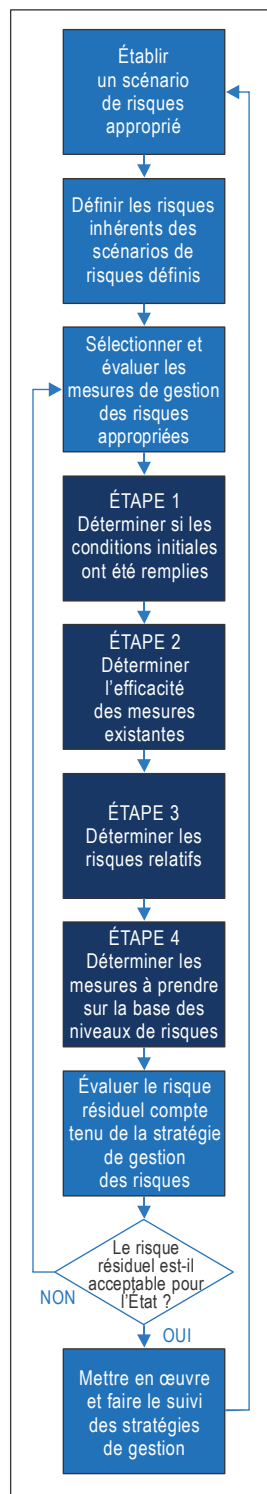 Établir
un scénario
de risques
approprié
Définir les risques
inhérents des
scénarios de
risques définis
Sélectionner et
évaluer les
mesures de gestion
des risques
appropriées
ÉTAPE 1
Déterminer si les
conditions initiales
ont été remplies
ÉTAPE 2
Déterminer
l’efficacité
des mesures
existantes
ÉTAPE 3
Déterminer les
risques relatifs
ÉTAPE 4
Déterminer les
mesures à prendre
sur la base des
niveaux de risques
Évaluer le risque
résiduel compte
tenu de la stratégie
de gestion
des risques
Le risque
résiduel est-il
acceptable pour
l’État ?
NON
OUI
Mettre en œuvre
et faire le suivi
des stratégies
de gestion